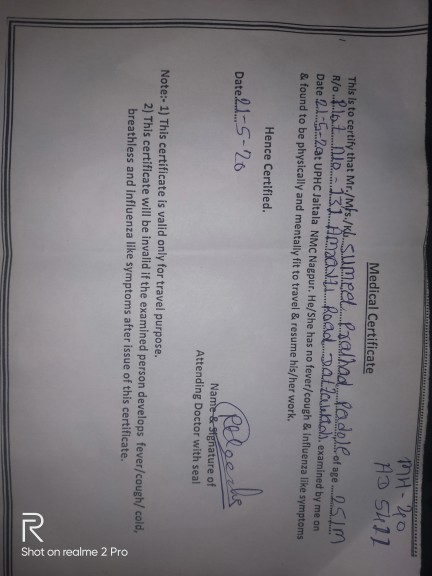 MH-40
AB 5411
Medical Certificate
This is to certify that Mr./Mrs./ku. Sumeet Pralhad Padole of age 25/M
R/o. Plot No - 131 Road, examined by me on
Date 21-5-20 at UPHC Jaitala NMC Nagpur. He/She has no fever/cough & influenza like symptoms
& found to be physically and mentally fit to travel & resume his/her work.
Hence Certified.
Date 21-5-'20
Name & Signature of
Attending Doctor with seal
Note:- 1) This certificate is valid only for travel purpose.
2) This certificate will be invalid if the examined person develops fever/cough/ cold,
breathless and Influenza like symptoms after issue of this certificate.
R
Shot on realme 2 Pro